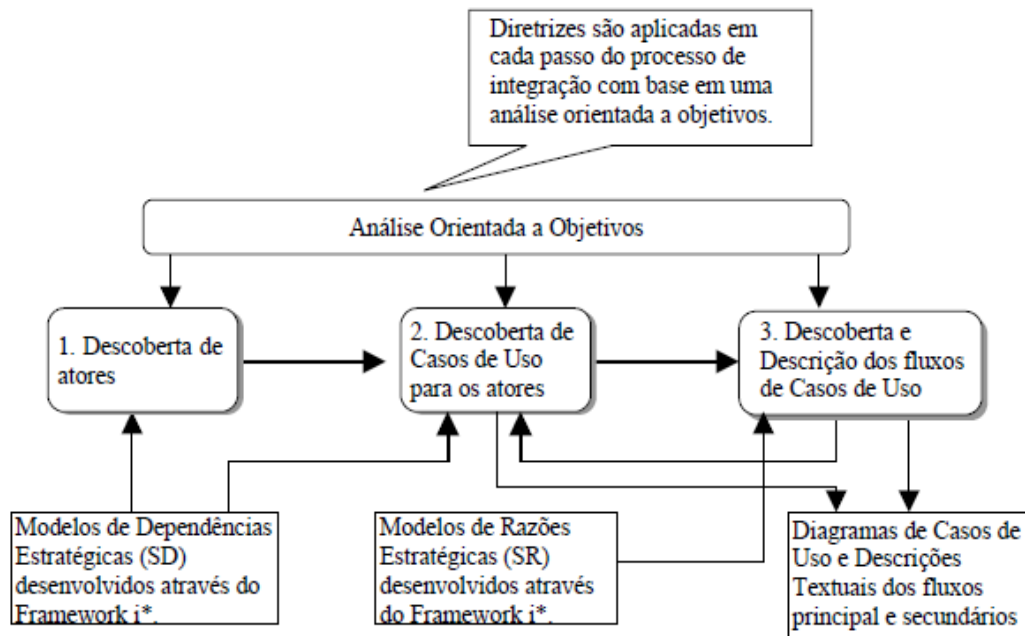 Diretrizes são aplicadas em
cada passo do processo de
integração com base em uma
análise orientada a objetivos.
Análise Orientada a Objetivos
1. Descoberta de
atores
2. Descoberta de
Casos de Uso
para os atores
3. Descoberta e
Descrição dos fluxos
de Casos de Uso
Modelos de Dependências
Estratégicas (SD)
desenvolvidos através do
Framework i*.
Modelos de Razões
Estratégicas (SR)
desenvolvidos através
do Framework i*.
Diagramas de Casos de
Uso e Descrições
Textuais dos fluxos
principal e secundários